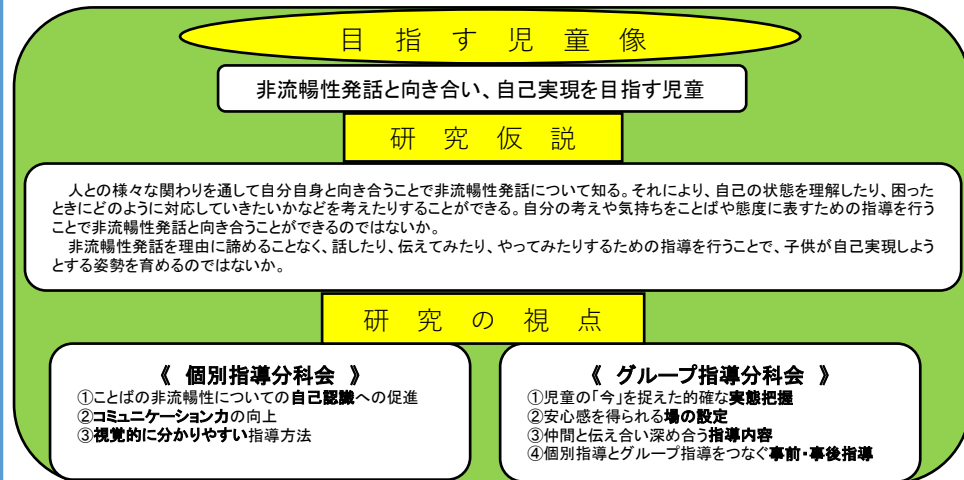 目指す児童像
非流暢性発話と向き合い、自己実現を目指す児童
研究仮説
人との様々な関わりを通して自分自身と向き合うことで非流暢性発話について知る。それにより、自己の状態を理解したり、困った
ときにどのように対応していきたいかなどを考えたりすることができる。自分の考えや気持ちをことばや態度に表すための指導を行う
ことで非流暢性発話と向き合うことができるのではないか。
非流暢性発話を理由に諦めることなく、話したり、伝えてみたり、やってみたりするための指導を行うことで、子供が自己実現しよう
とする姿勢を育めるのではないか。
研究の視点
《 個別指導分科会 》
①ことばの非流暢性についての自己認識への促進
②コミュニケーション力の向上
③視覚的に分かりやすい指導方法
《 グループ指導分科会 》
①児童の「今」を捉えた的確な実態把握
②安心感を得られる場の設定
③仲間と伝え合い深め合う指導内容
④個別指導とグループ指導をつなぐ事前・事後指導